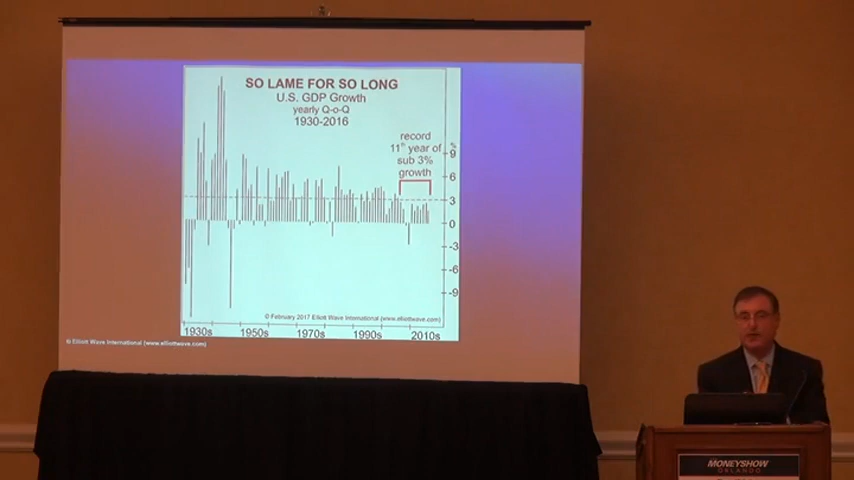 SO LAME FOR SO LONG
U.S. GDP Growth
yearly Q-o-Q
1930-2016
record
11th year of
sub 3%
growth
%
9
6
3
0
-3
-6
-9
© February 2017 Elliott Wave International (www.elliottwave.com)
1930s 1950s 1970s 1990s 2010s
© Elliott Wave International (www.elliottwave.com)
MONEYSHOW
ORLANDO